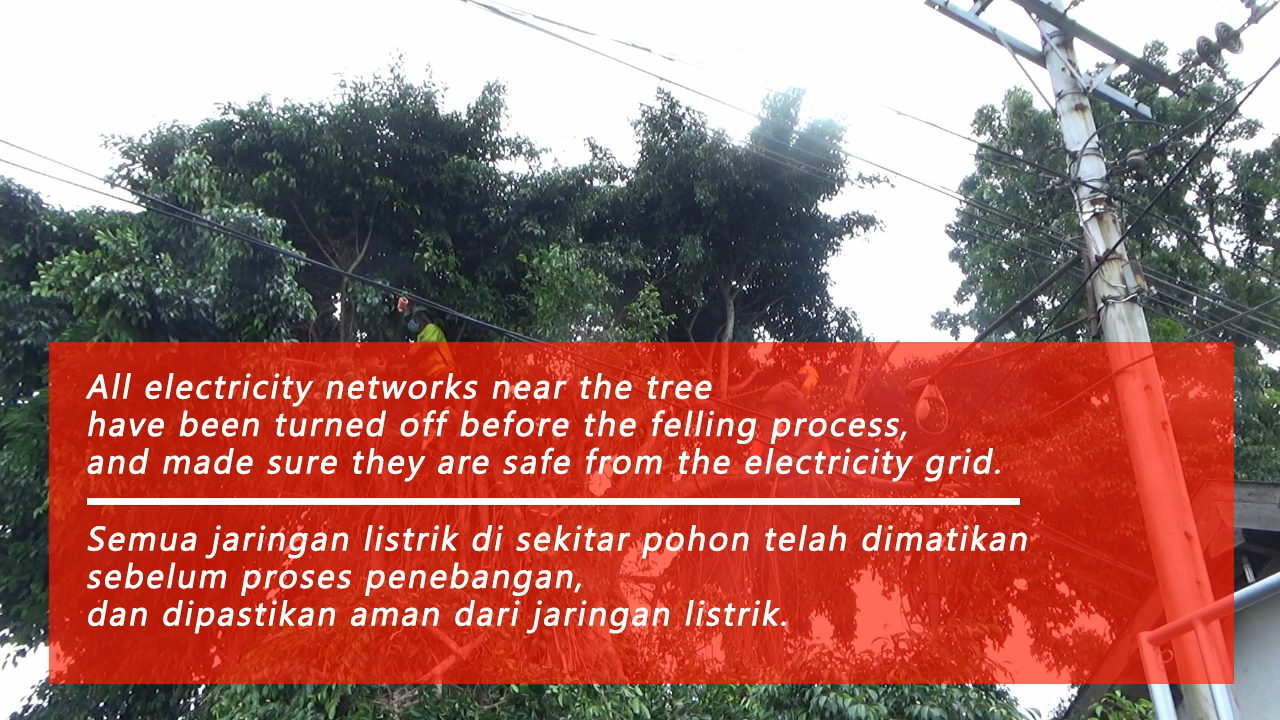 All electricity networks near the tree
have been turned off before the felling process,
and made sure they are safe from the electricity grid.
Semua jaringan listrik di sekitar pohon telah dimatikan
sebelum proses penebangan,
dan dipastikan aman dari jaringan listrik.